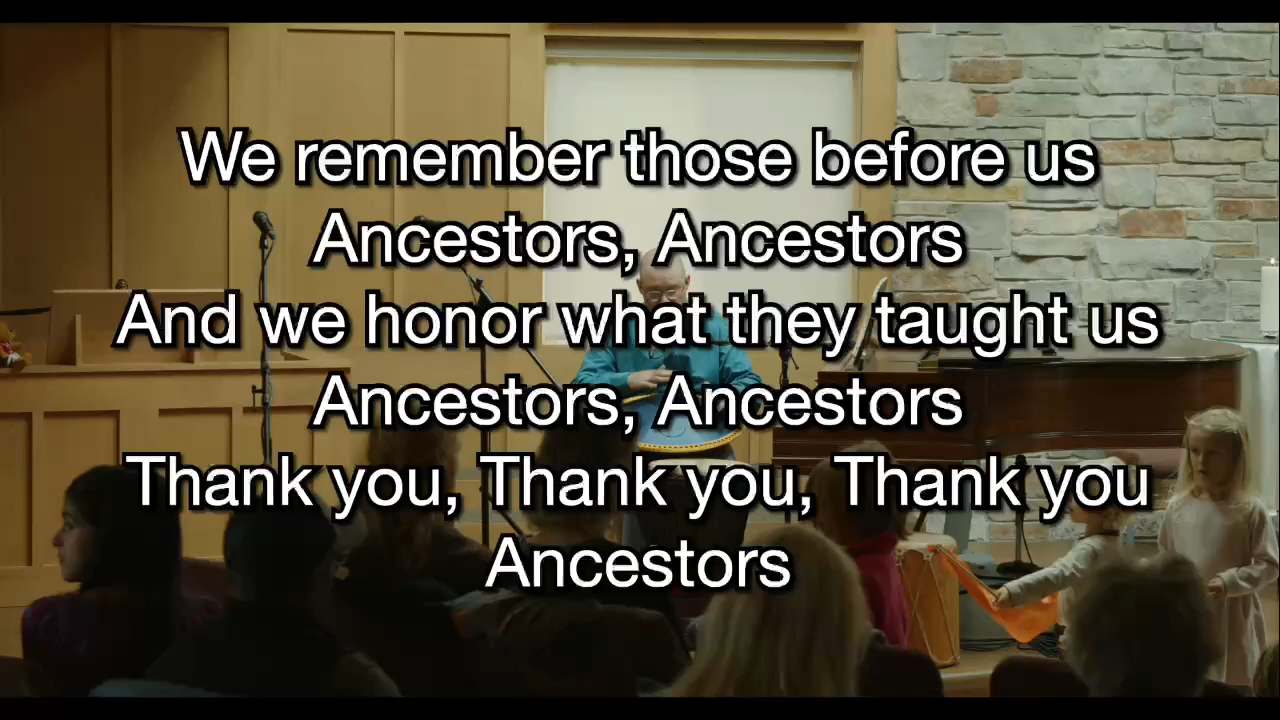 We remember those before us
Ancestors, Ancestors
And we honor what they taught us
Ancestors, Ancestors
Thank you, Thank you, Thank you
Ancestors